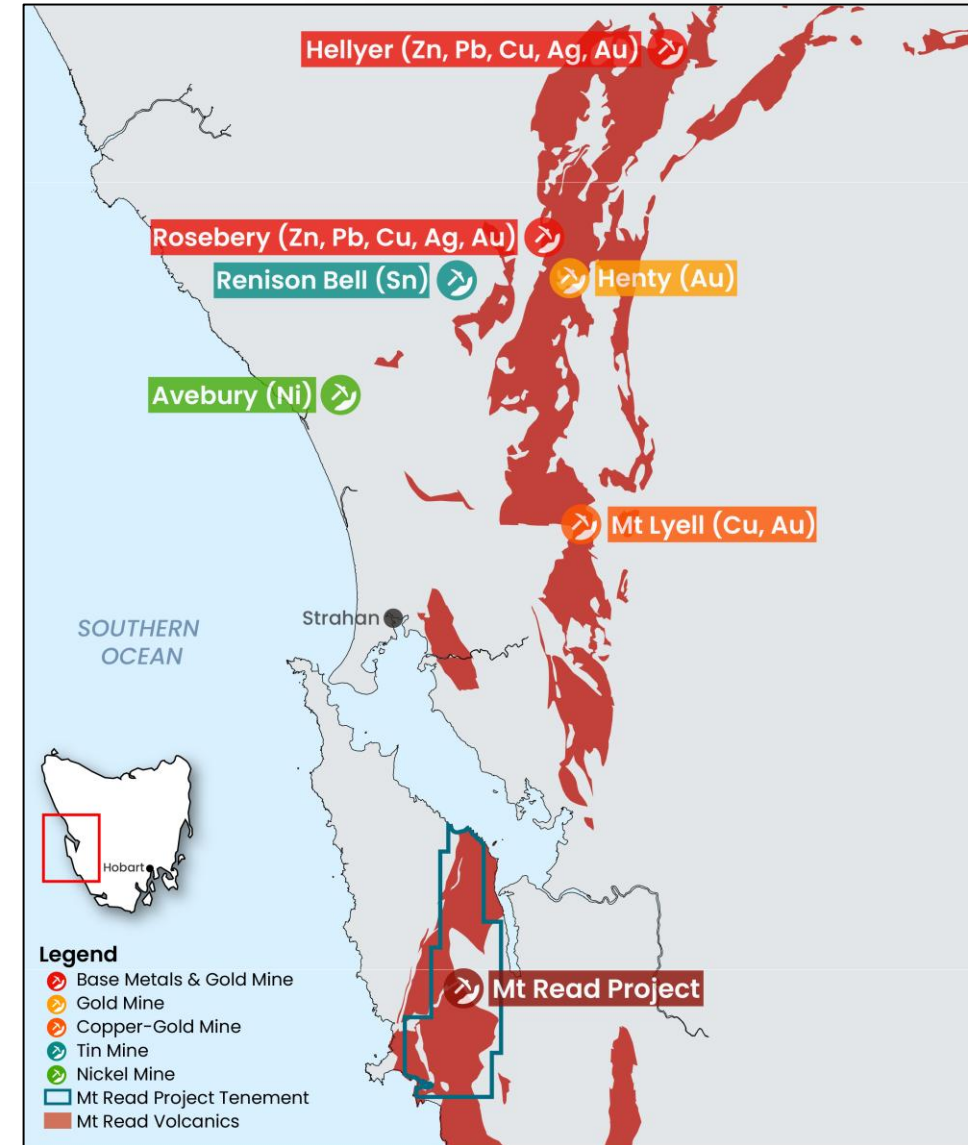 Hellyer (Zn, Pb, Cu, Ag, Au)
Rosebery (Zn, Pb, Cu, Ag, Au)
Renison Bell (Sn)
Henty (Au)
Avebury (Ni)
Mt Lyell (Cu, Au)
Strahan
SOUTHERN
OCEAN
Hobart
Mt Read Project
Legend
Base Metals & Gold Mine
Gold Mine
Copper-Gold Mine
Tin Mine
Nickel Mine
Mt Read Project Tenement
Mt Read Volcanics